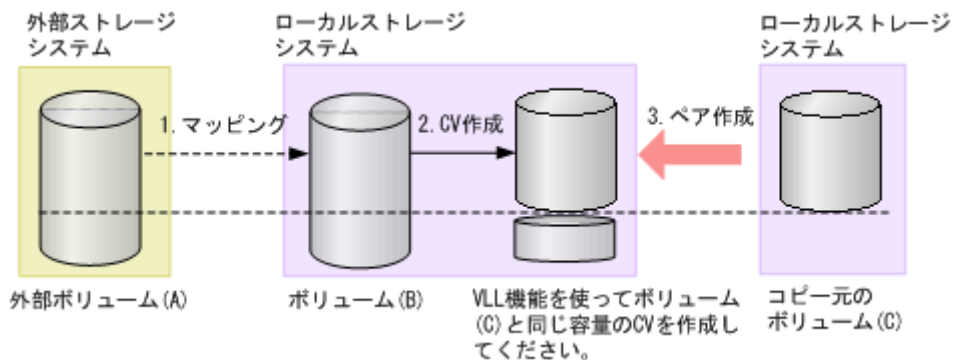 外部ストレージ
システム
ローカルストレージ
システム
ローカルストレージ
システム
1.マッピング
2.CV作成
3.ペア作成
外部ボリューム(A)
ボリューム(B)
VLL機能を使ってボリューム
(C)と同じ容量のCVを作成し
てください。
コピー元の
ボリューム(C)